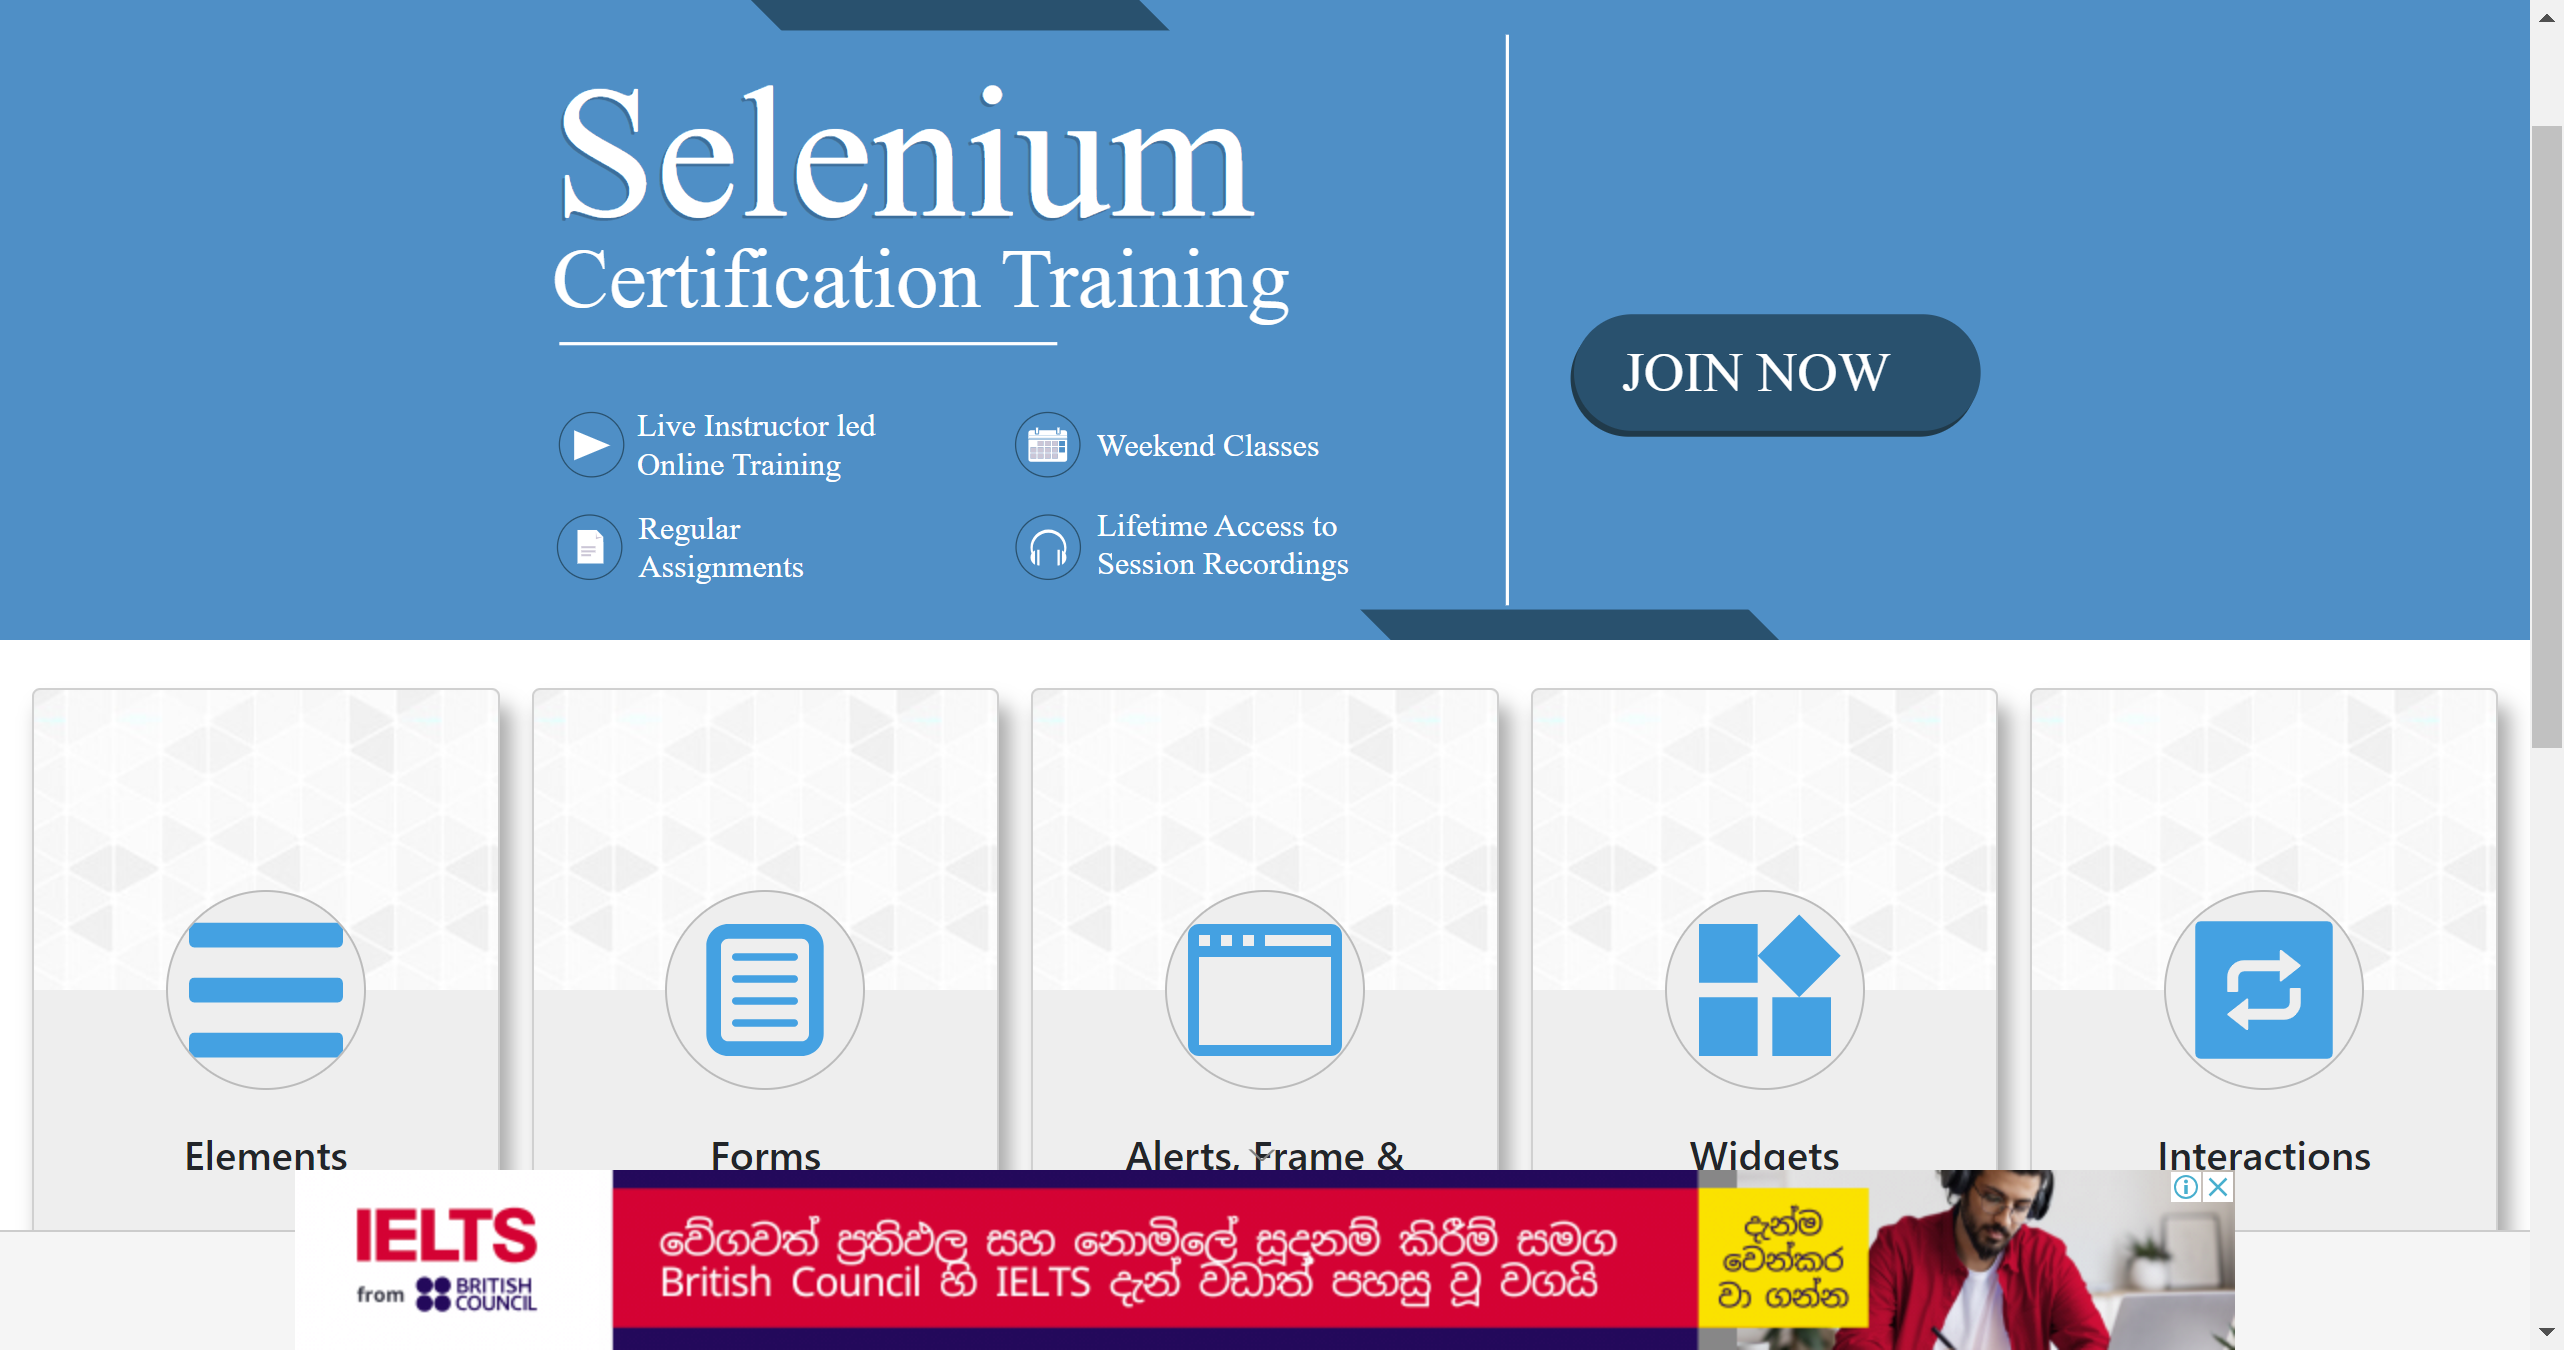 Selenium
Certification Training
Live Instructor led
Online Training
Weekend Classes
Regular
Assignments
Lifetime Access to
Session Recordings
JOIN NOW
Elements
Forms
Alerts, Frame &
Widgets
Interactions
IELTS
from BRITISH
COUNCIL
වේගවත් ප්‍රතිඵල සහ නොමිලේ සූදානම් කිරීම් සමග
British Council හි IELTS දැන් වඩාත් පහසු වූ වගයි
දැන්ම
වෙන්කර
වා ගන්න